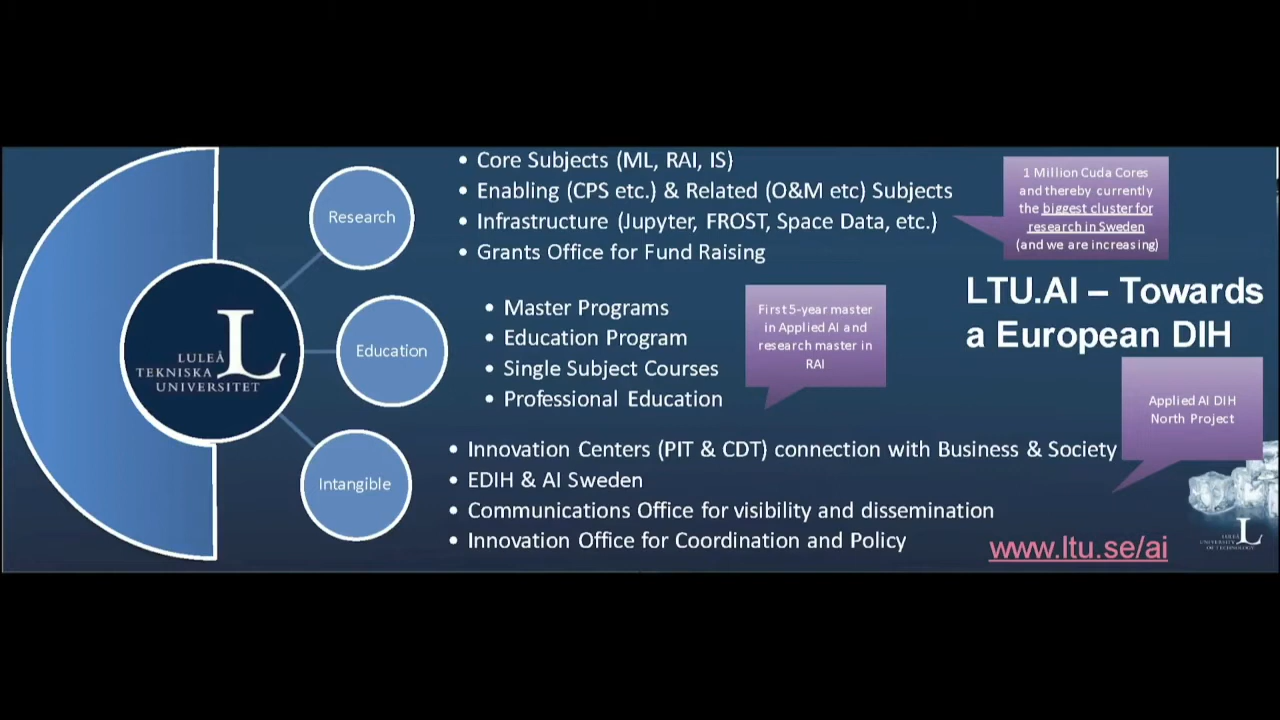 LULEÅ
TEKNISKA
UNIVERSITET
Research
• Core Subjects (ML, RAI, IS)
• Enabling (CPS etc.) & Related (O&M etc) Subjects
• Infrastructure (Jupyter, FROST, Space Data, etc.)
• Grants Office for Fund Raising
1 Million Cuda Cores
and thereby currently
the biggest cluster for
research in Sweden
(and we are increasing)
LTU.AI – Towards
a European DIH
Education
• Master Programs
• Education Program
• Single Subject Courses
• Professional Education
First 5-year master
in Applied AI and
research master in
RAI
Applied AI DIH
North Project
Intangible
• Innovation Centers (PIT & CDT) connection with Business & Society
• EDIH & AI Sweden
• Communications Office for visibility and dissemination
• Innovation Office for Coordination and Policy
www.ltu.se/ai
LULEÅ
UNIVERSITY
OF TECHNOLOGY